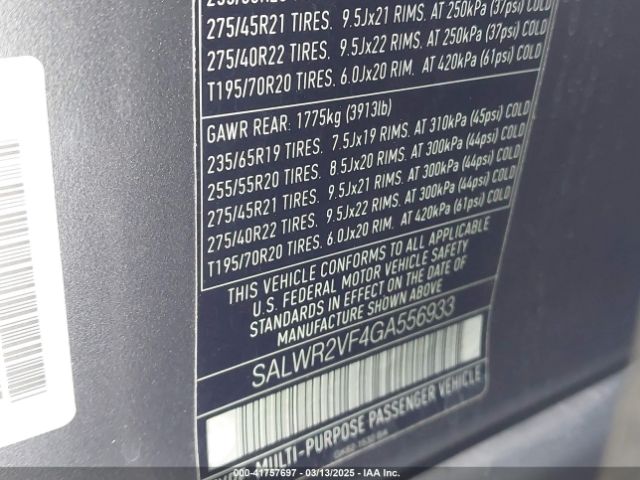 275/45R21 TIRES. 9.5Jx21 RIMS. AT 250kPa (37psi) COLD
275/40R22 TIRES. 9.5Jx22 RIMS. AT 250kPa (37psi) COLD
T195/70R20 TIRES. 6.0Jx20 RIM. AT 420kPa (61psi) COLD
GAWR REAR: 1775kg (3913lb)
235/65R19 TIRES. 7.5Jx19 RIMS. AT 310kPa (45psi) COLD
255/55R20 TIRES. 8.5Jx20 RIMS. AT 300kPa (44psi) COLD
275/45R21 TIRES. 9.5Jx21 RIMS. AT 300kPa (44psi) COLD
275/40R22 TIRES. 9.5Jx22 RIMS. AT 300kPa (44psi) COLD
T195/70R20 TIRES. 6.0Jx20 RIM. AT 420kPa (61psi) COLD
THIS VEHICLE CONFORMS TO ALL APPLICABLE
U.S. FEDERAL MOTOR VEHICLE SAFETY
STANDARDS IN EFFECT ON THE DATE OF
MANUFACTURE SHOWN ABOVE
SALWR2VF4GA556933
MULTI-PURPOSE PASSENGER VEHICLE
000-41757697 - 03/13/2025 - IAAI.COM